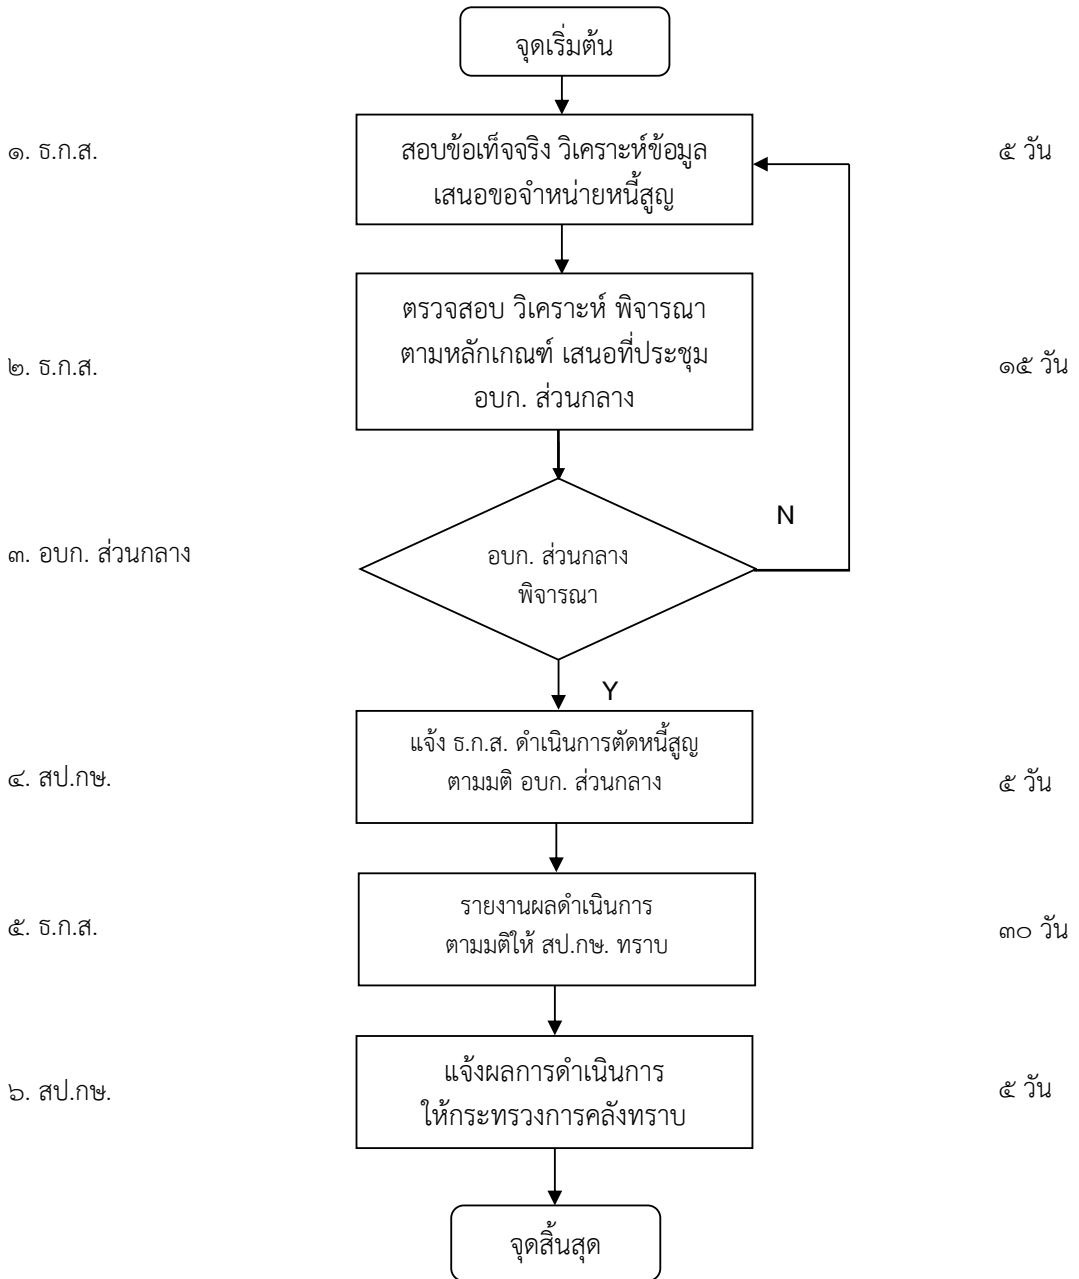 จุดเริ่มต้น
๑. ธ.ก.ส.
สอบข้อเท็จจริง วิเคราะห์ข้อมูล
เสนอขอจำหน่ายหนี้สูญ
๕ วัน
๒. ธ.ก.ส.
ตรวจสอบ วิเคราะห์ พิจารณา
ตามหลักเกณฑ์ เสนอที่ประชุม
อบก. ส่วนกลาง
๑๕ วัน
N
๓. อบก. ส่วนกลาง
อบก. ส่วนกลาง
พิจารณา
Y
๔. สป.กษ.
แจ้ง ธ.ก.ส. ดำเนินการตัดหนี้สูญ
ตามมติ อบก. ส่วนกลาง
๕ วัน
๕. ธ.ก.ส.
รายงานผลดำเนินการ
ตามมติให้ สป.กษ. ทราบ
๓๐ วัน
๖. สป.กษ.
แจ้งผลการดำเนินการ
ให้กระทรวงการคลังทราบ
๕ วัน
จุดสิ้นสุด